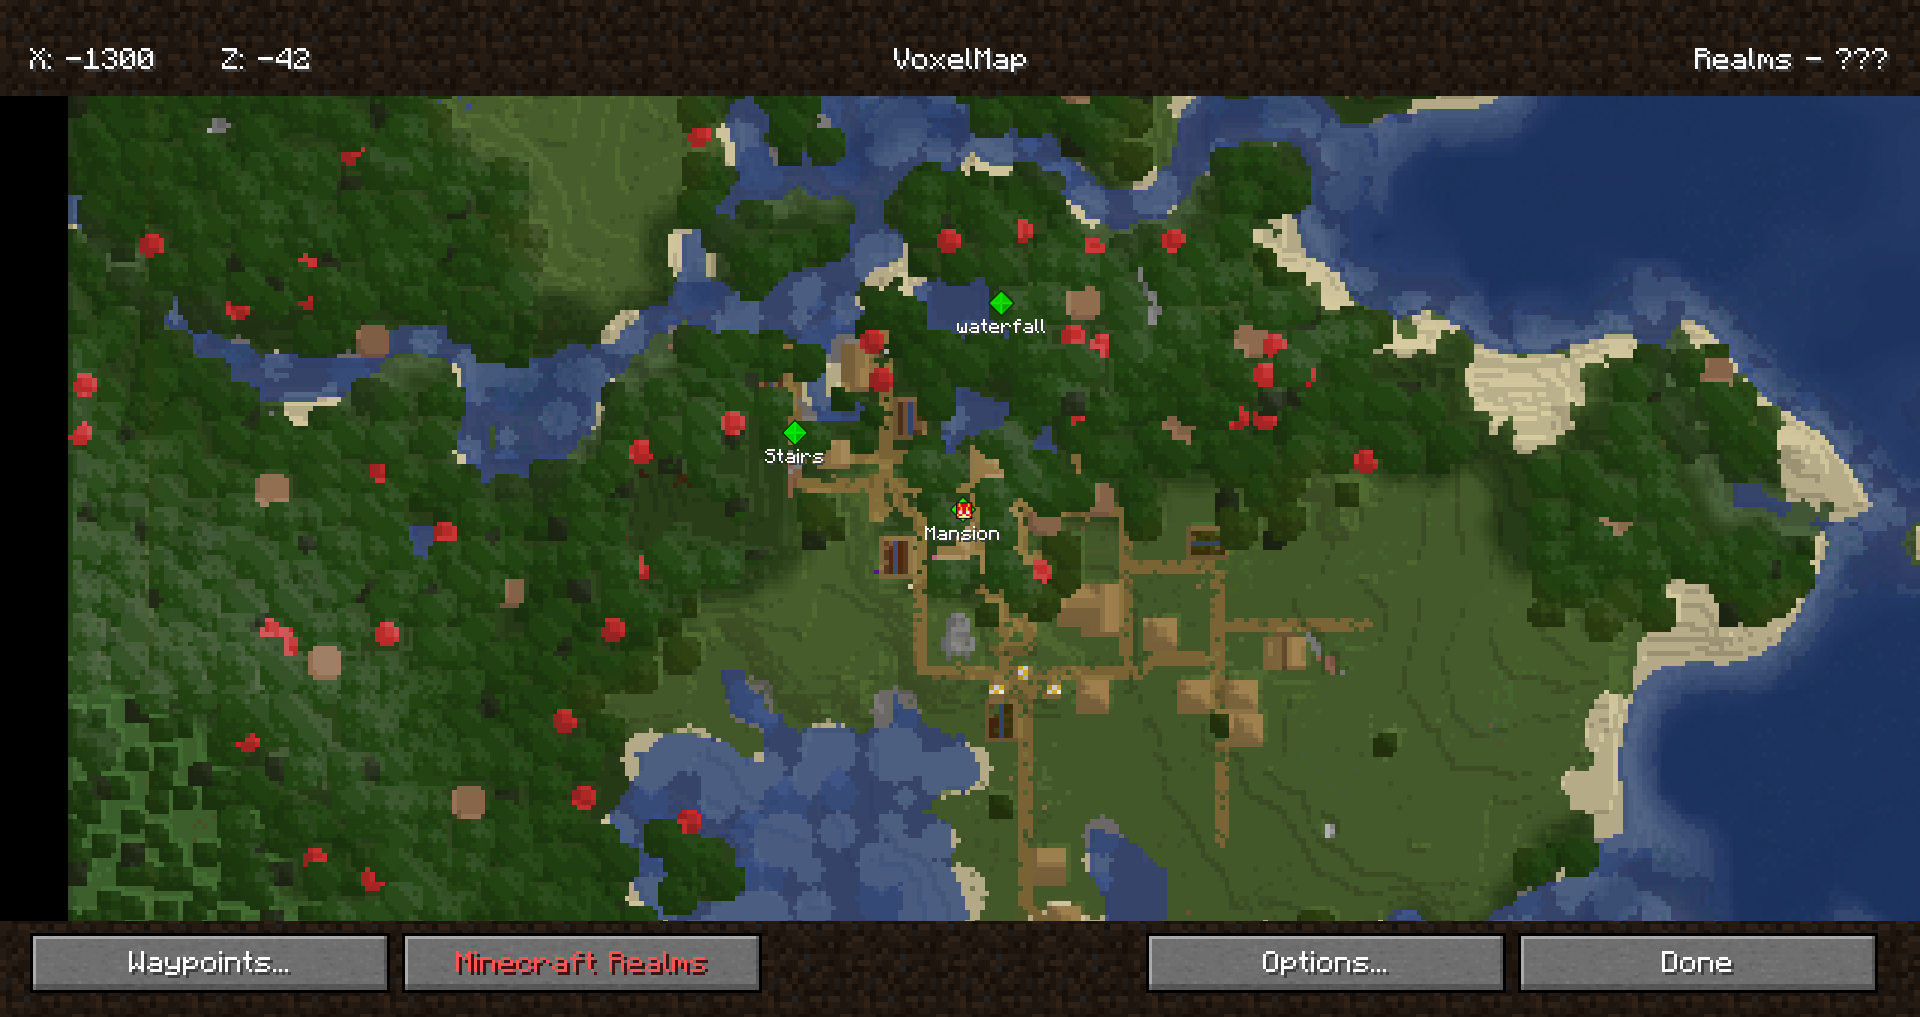 X: -1300 Z: -42
VoxelMap
Realms - ???
waterfall
Stairs
Mansion
Waypoints...
Minecraft Realms
Options...
Done